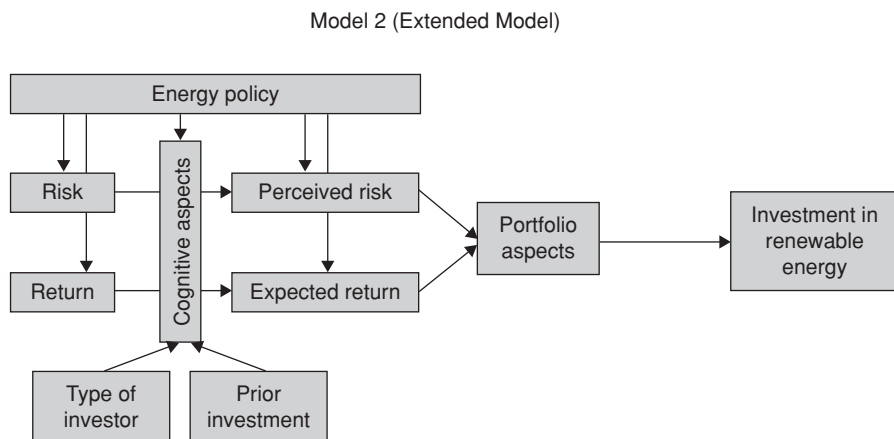 Model 2 (Extended Model)
Energy policy
Risk
Cognitive aspects
Perceived risk
Portfolio
aspects
Investment in
renewable
energy
Return
Expected return
Type of
investor
Prior
investment